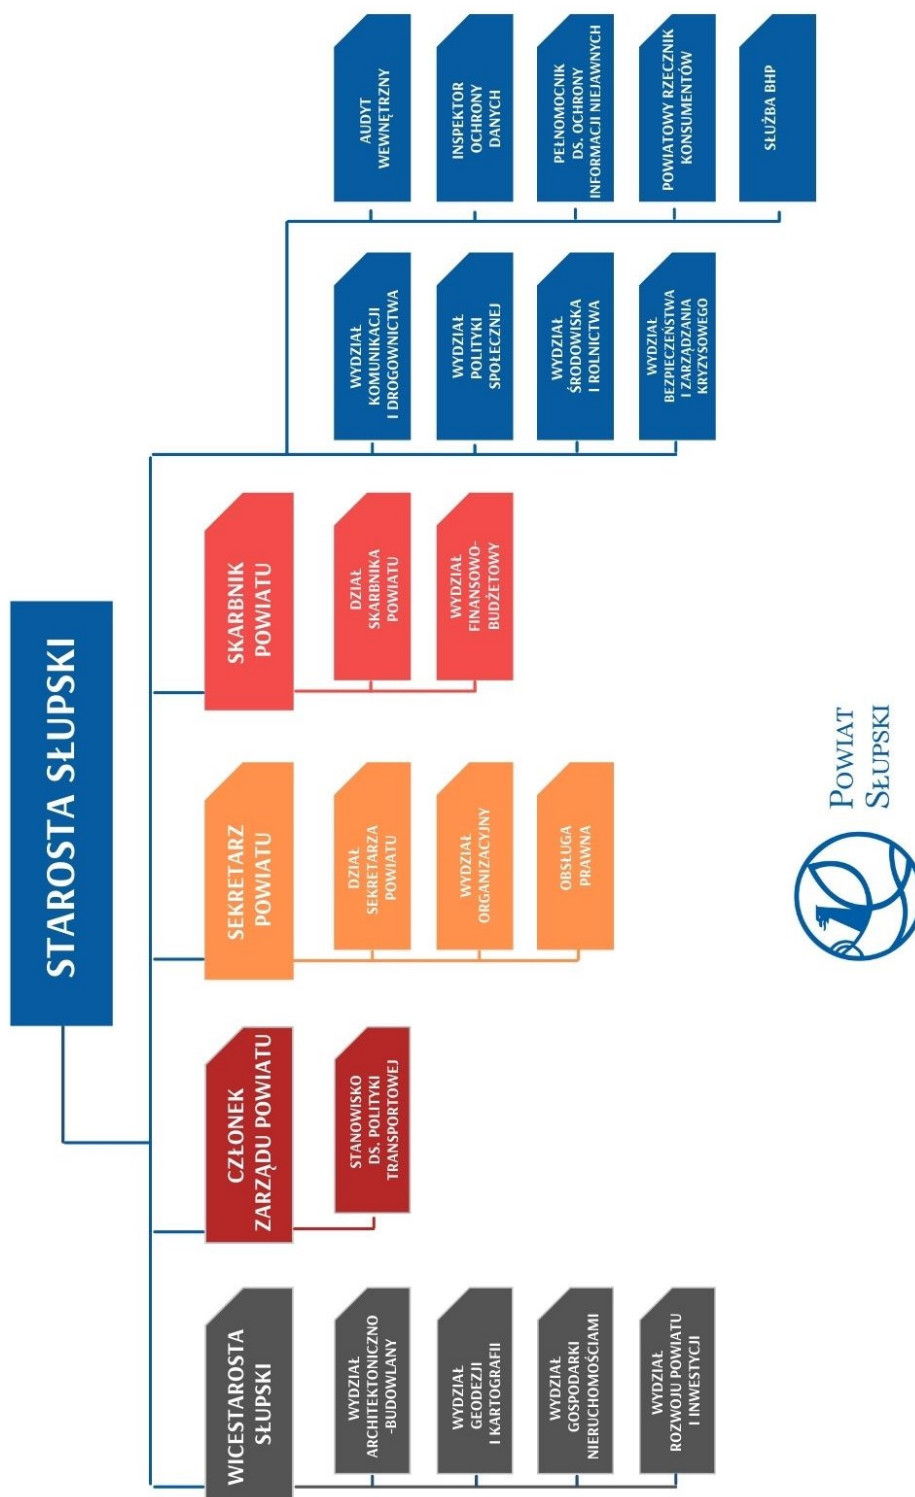 STAROSTA SŁUPSKI
WICESTAROSTA
SŁUPSKI
WYDZIAŁ
ARCHITEKTONICZNO
-BUDOWLANY
WYDZIAŁ
GEODEZJI
I KARTOGRAFII
WYDZIAŁ
GOSPODARKI
NIERUCHOMOŚCIAMI
WYDZIAŁ
ROZWOJU POWIATU
I INWESTYCJI
CZŁONEK
ZARZĄDU POWIATU
STANOWISKO
DS. POLITYKI
TRANSPORTOWEJ
SEKRETARZ
POWIATU
DZIAŁ
SEKRETARZA
POWIATU
WYDZIAŁ
ORGANIZACYJNY
OBSŁUGA
PRAWNA
SKARBNIK
POWIATU
DZIAŁ
SKARBNIKA
POWIATU
WYDZIAŁ
FINANSOWO-
BUDŻETOWY
WYDZIAŁ
KOMUNIKACJI
I DROGOWNICTWA
WYDZIAŁ
POLITYKI
SPOŁECZNEJ
WYDZIAŁ
ŚRODOWISKA
I ROLNICTWA
WYDZIAŁ
BEZPIECZEŃSTWA
I ZARZĄDZANIA
KRYZYSOWEGO
AUDYT
WEWNĘTRZNY
INSPEKTOR
OCHRONY
DANYCH
PEŁNOMOCNIK
DS. OCHRONY
INFORMACJI NIEJAWNYCH
POWIATOWY RZECZNIK
KONSUMENTÓW
SŁUŻBA BHP
POWIAT
SŁUPSKI